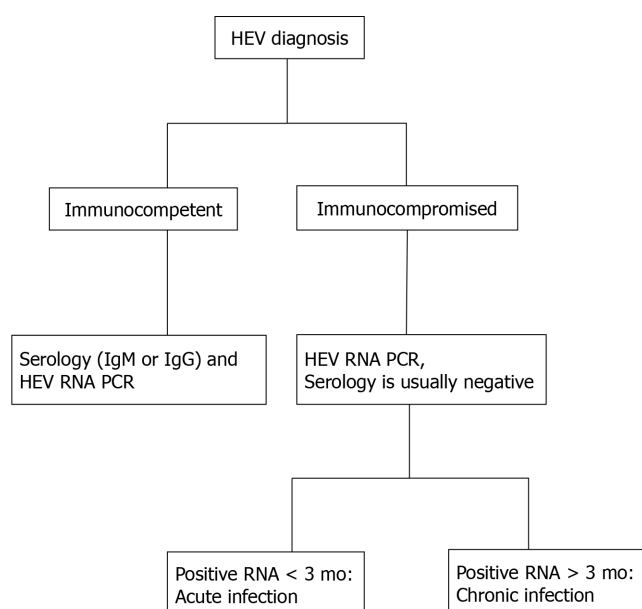 HEV diagnosis
Immunocompetent
Immunocompromised
Serology (IgM or IgG) and
HEV RNA PCR
HEV RNA PCR,
Serology is usually negative
Positive RNA < 3 mo:
Acute infection
Positive RNA > 3 mo:
Chronic infection